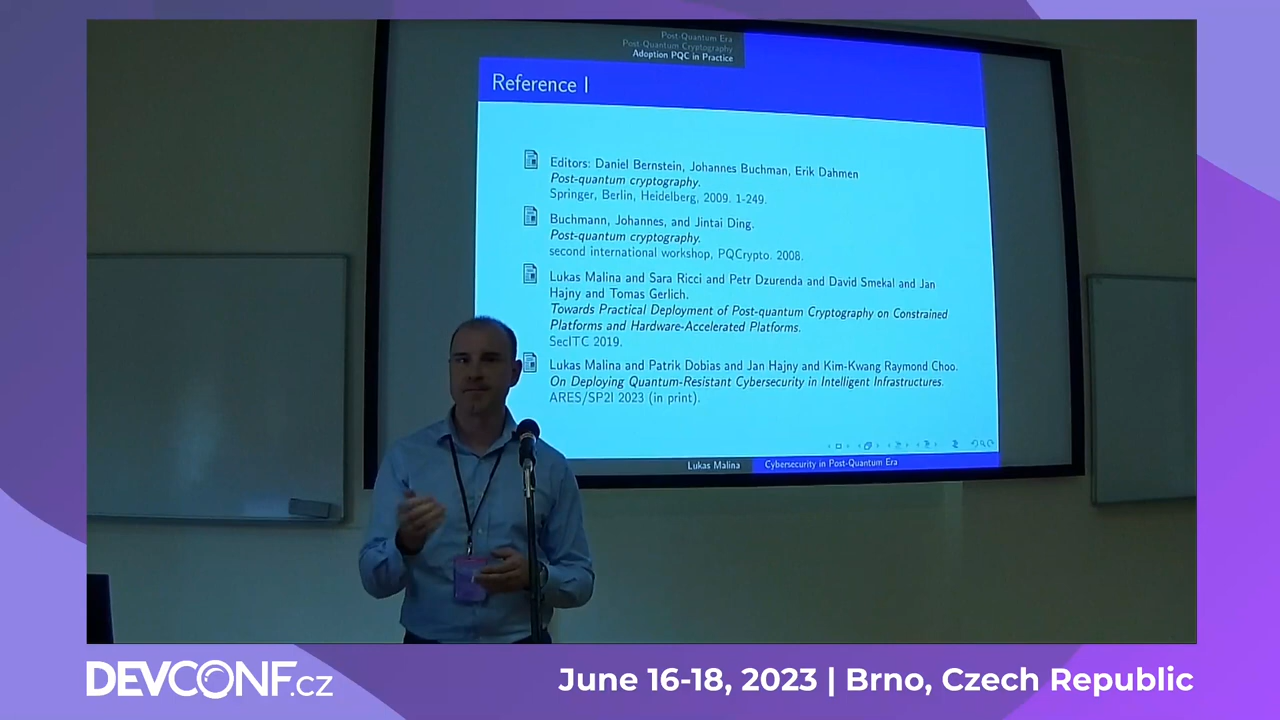 Post-Quantum Era
Post-Quantum Cryptography
Adoption PQC in Practice
Reference I
Editors: Daniel Bernstein, Johannes Buchman, Erik Dahmen
Post-quantum cryptography.
Springer, Berlin, Heidelberg, 2009. 1-249.
Buchmann, Johannes, and Jintai Ding.
Post-quantum cryptography.
second international workshop, PQCrypto. 2008.
Lukas Malina and Sara Ricci and Petr Dzurenda and David Smekal and Jan
Hajny and Tomas Gerlich.
Towards Practical Deployment of Post-quantum Cryptography on Constrained
Platforms and Hardware-Accelerated Platforms.
SecITC 2019.
Lukas Malina and Patrik Dobias and Jan Hajny and Kim-Kwang Raymond Choo.
On Deploying Quantum-Resistant Cybersecurity in Intelligent Infrastructures.
ARES/SP2I 2023 (in print).
Lukas Malina
Cybersecurity in Post-Quantum Era
DEVCONF.CZ
June 16-18, 2023 | Brno, Czech Republic